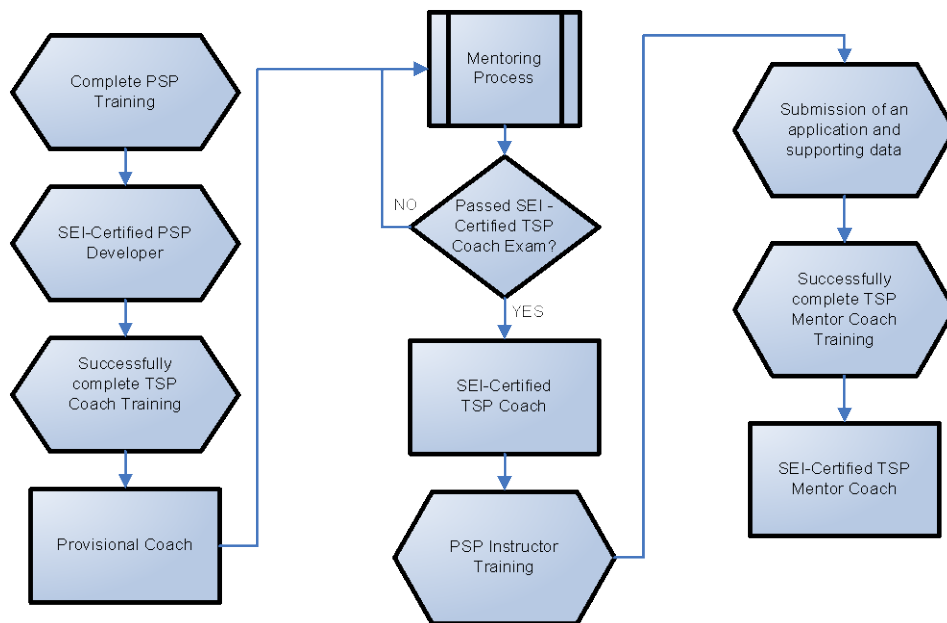 Complete PSP
Training
SEI-Certified PSP
Developer
Successfully
complete TSP
Coach Training
Provisional Coach
Mentoring
Process
NO
Passed SEI -
Certified TSP
Coach Exam?
YES
SEI-Certified
TSP Coach
PSP Instructor
Training
Submission of an
application and
supporting data
Successfully
complete TSP
Mentor Coach
Training
SEI-Certified TSP
Mentor Coach